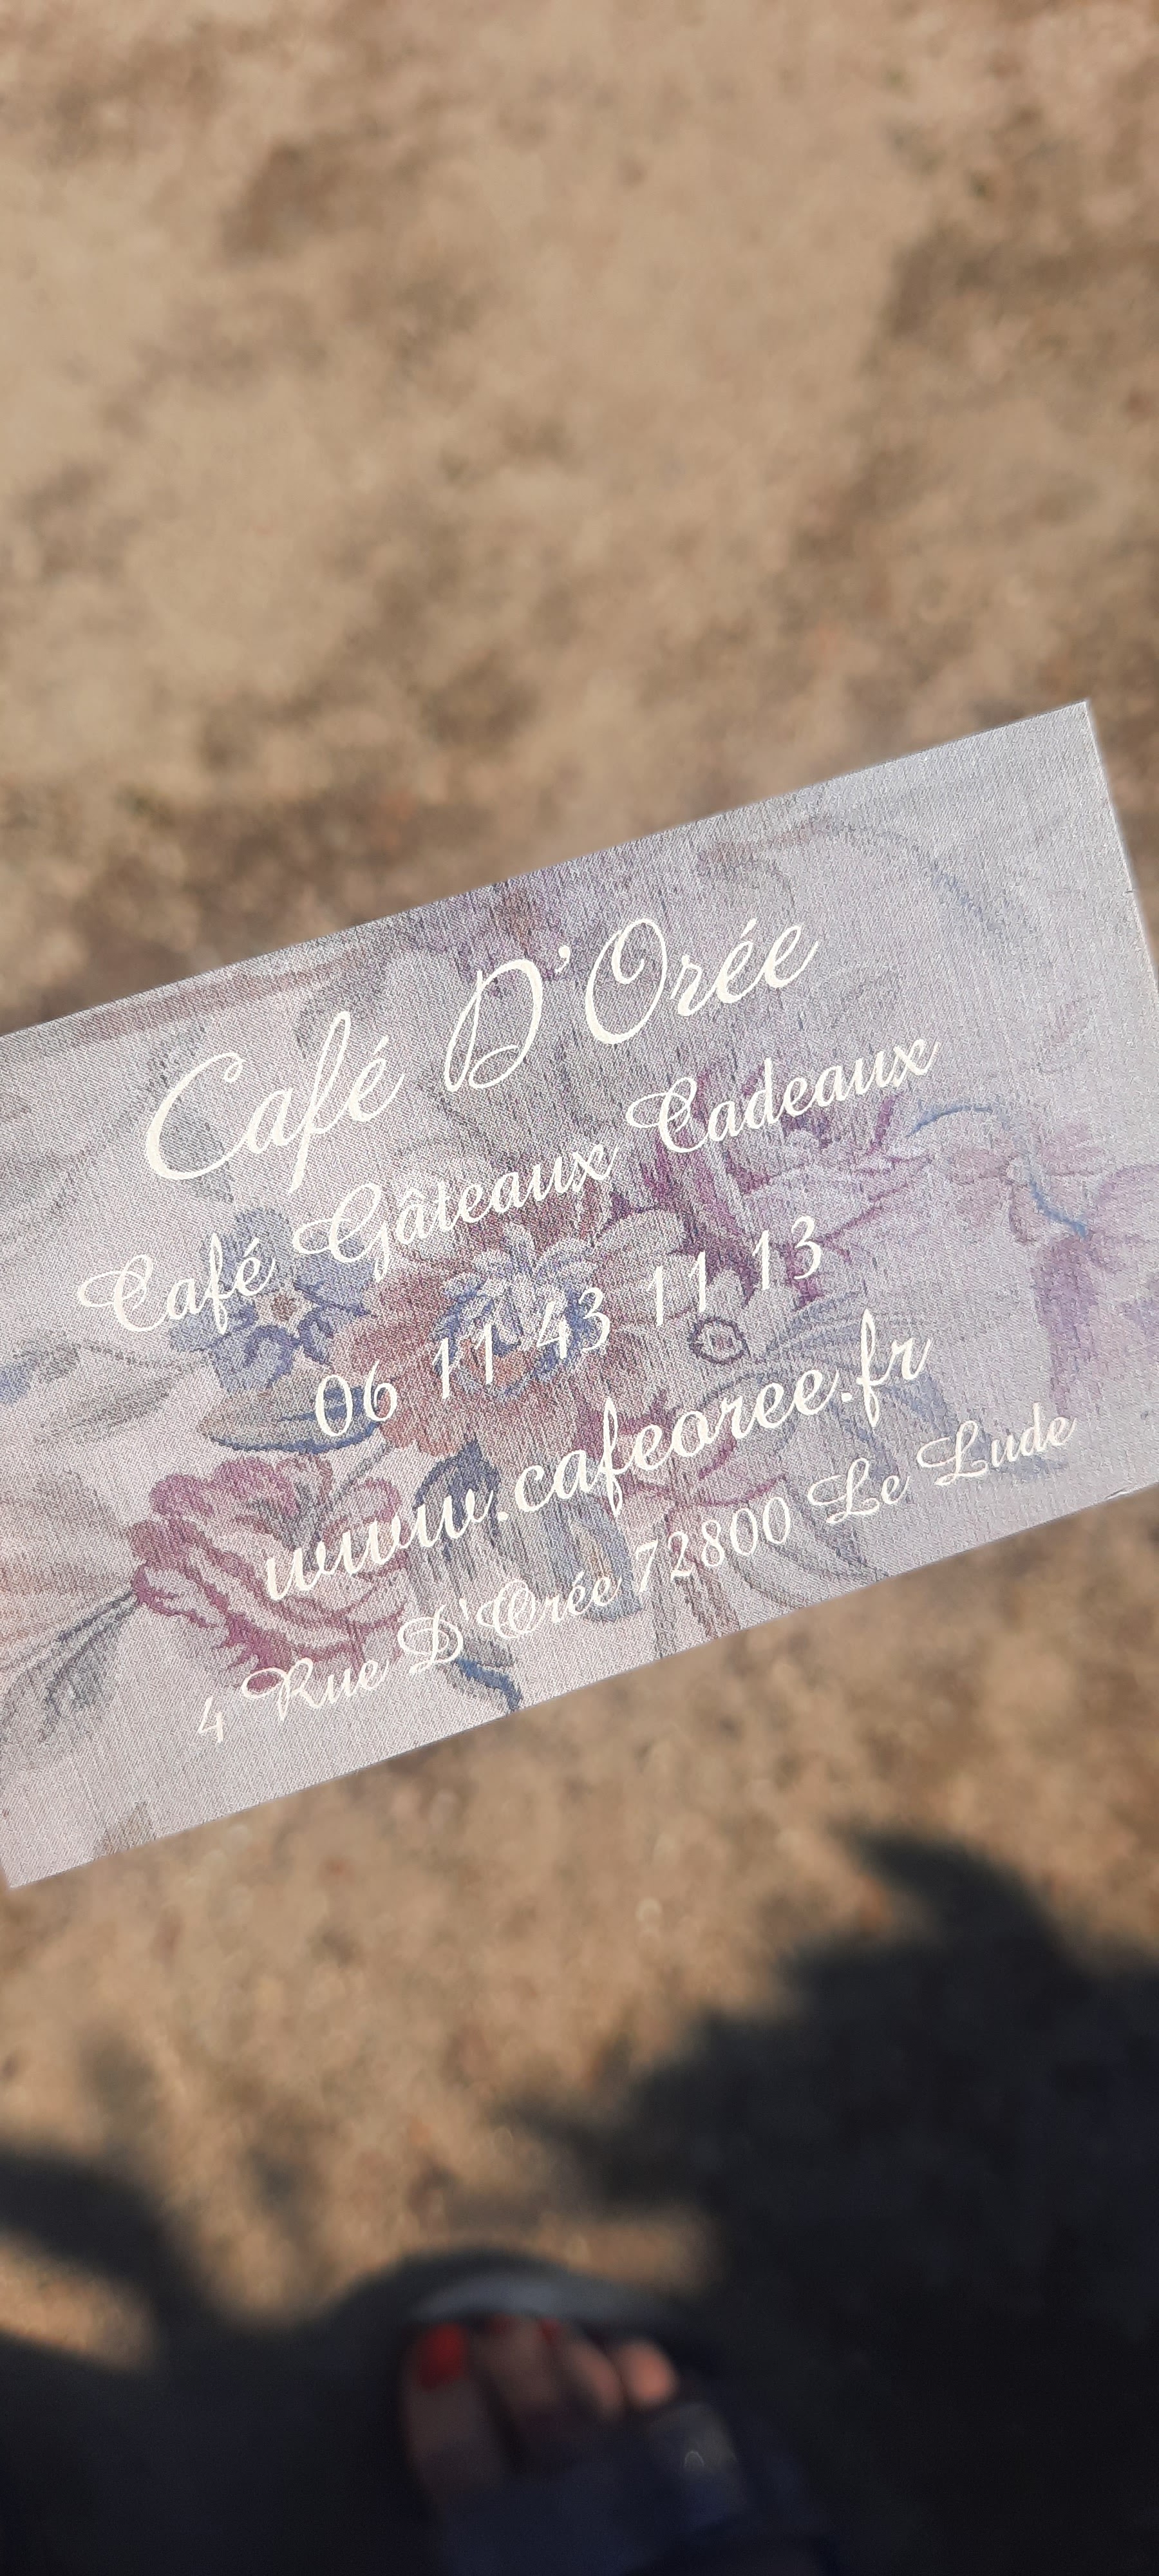 Café D'Orée
Café Gâteaux Cadeaux
06 11 43 11 13
www.cafeoree.fr
4 Rue D'Orée 72800 Le Lude